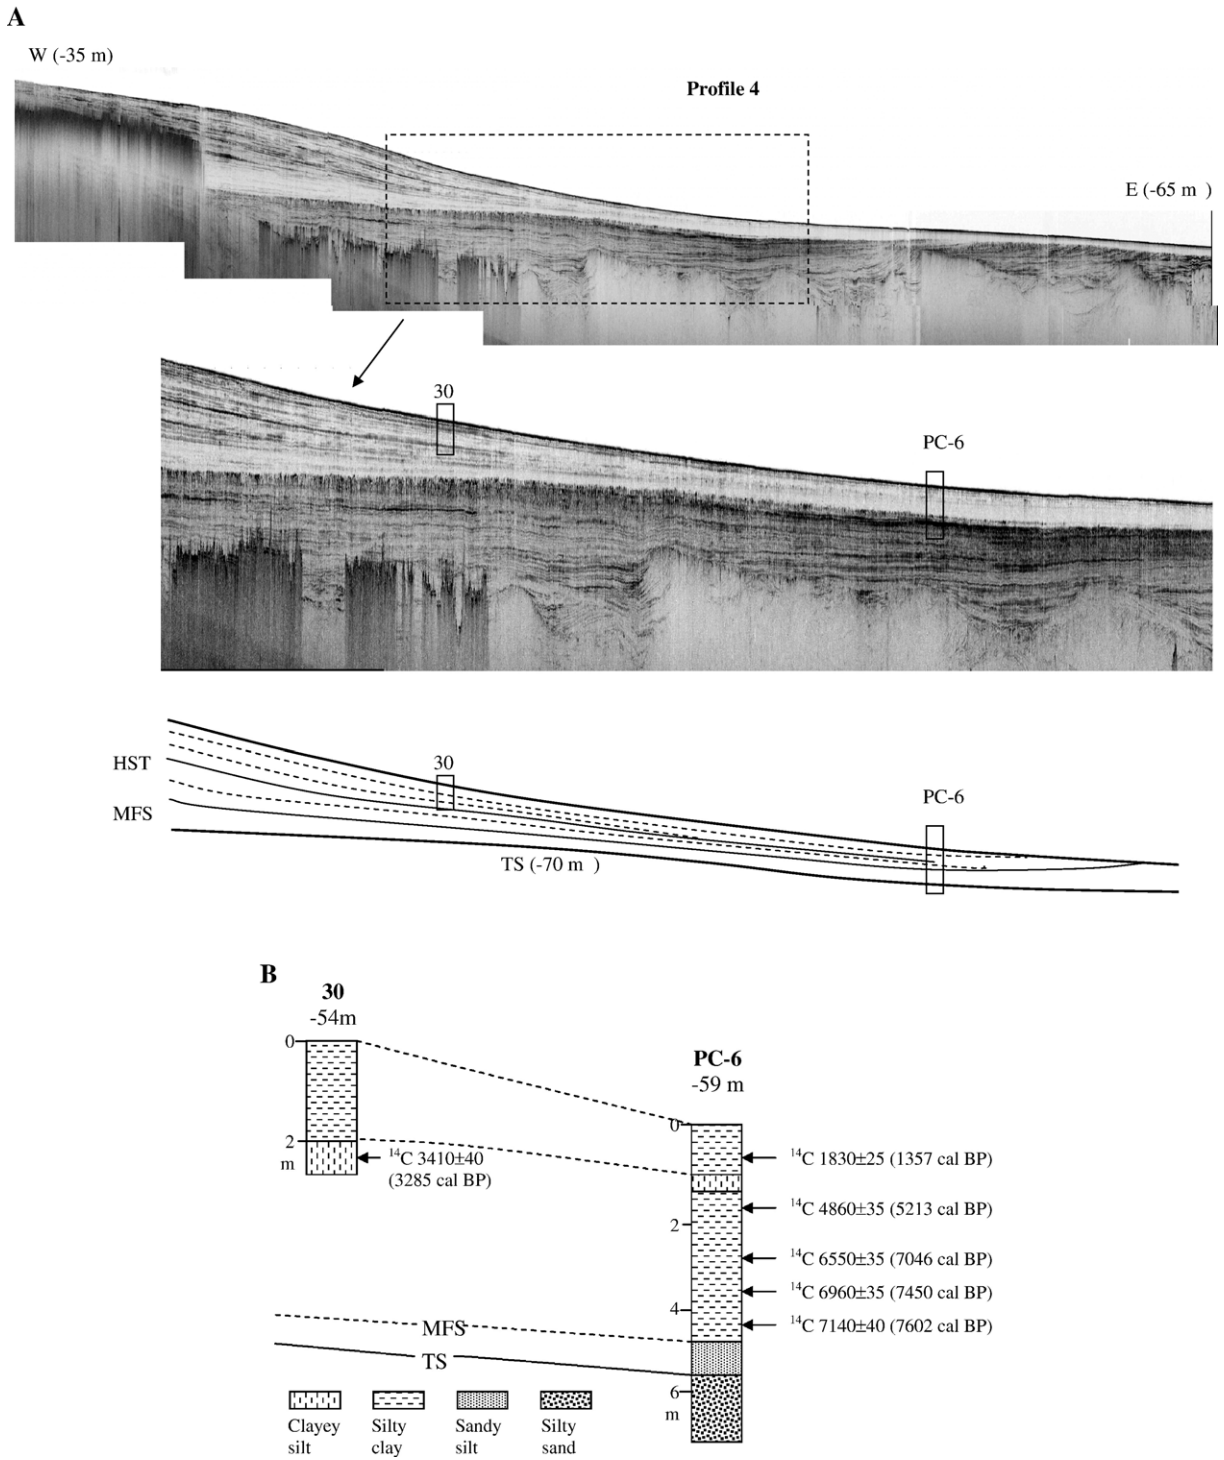 A
W (-35 m)
Profile 4
E (-65 m )
30
PC-6
HST
30
PC-6
MFS
TS (-70 m )
B
30
-54m
0
2
m
¹⁴C 3410±40
(3285 cal BP)
PC-6
-59 m
0
¹⁴C 1830±25 (1357 cal BP)
¹⁴C 4860±35 (5213 cal BP)
2
¹⁴C 6550±35 (7046 cal BP)
¹⁴C 6960±35 (7450 cal BP)
4
¹⁴C 7140±40 (7602 cal BP)
MFS
TS
6
m
Clayey
silt
Silty
clay
Sandy
silt
Silty
sand